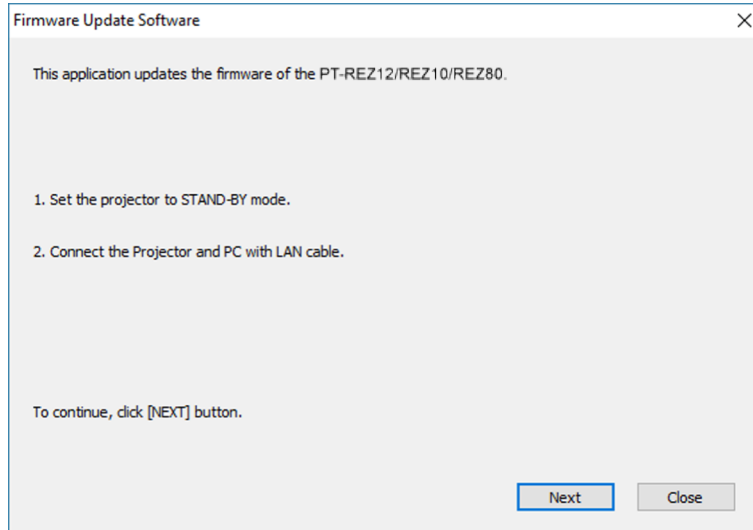 Firmware Update Software
This application updates the firmware of the PT-REZ12/REZ10/REZ80.
1. Set the projector to STAND-BY mode.
2. Connect the Projector and PC with LAN cable.
To continue, click [NEXT] button.
Next
Close